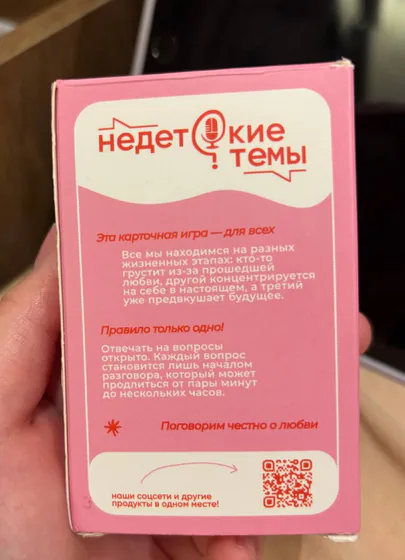 недетские
темы
Эта карточная игра — для всех
Все мы находимся на разных
жизненных этапах: кто-то
грустит из-за прошедшей
любви, другой концентрируется
на себе в настоящем, а третий
уже предвкушает будущее.
Правило только одно!
Отвечать на вопросы
открыто. Каждый вопрос
становится лишь началом
разговора, который может
продлиться от пары минут
до нескольких часов.
Поговорим честно о любви
наши соцсети и другие
продукты в одном месте!